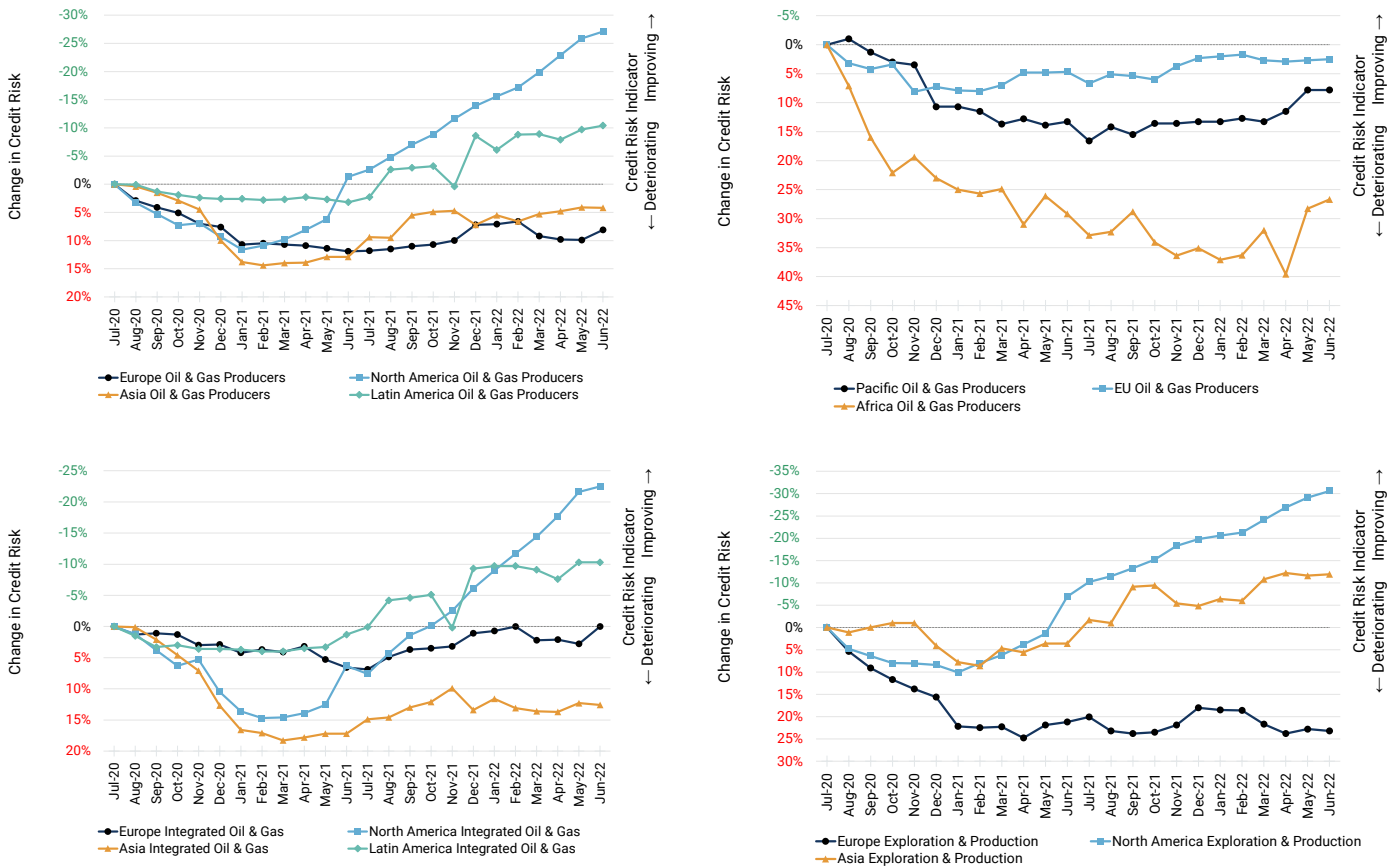 Change in Credit Risk
-30%
-25%
-20%
-15%
-10%
-5%
0%
5%
10%
15%
20%
Jul-20
Aug-20
Sep-20
Oct-20
Nov-20
Dec-20
Jan-21
Feb-21
Mar-21
Apr-21
May-21
Jun-21
Jul-21
Aug-21
Sep-21
Oct-21
Nov-21
Dec-21
Jan-22
Feb-22
Mar-22
Apr-22
May-22
Jun-22
Credit Risk Indicator
← Deteriorating Improving →
Europe Oil & Gas Producers
North America Oil & Gas Producers
Asia Oil & Gas Producers
Latin America Oil & Gas Producers
Change in Credit Risk
-5%
0%
5%
10%
15%
20%
25%
30%
35%
40%
45%
Jul-20
Aug-20
Sep-20
Oct-20
Nov-20
Dec-20
Jan-21
Feb-21
Mar-21
Apr-21
May-21
Jun-21
Jul-21
Aug-21
Sep-21
Oct-21
Nov-21
Dec-21
Jan-22
Feb-22
Mar-22
Apr-22
May-22
Jun-22
Credit Risk Indicator
← Deteriorating Improving →
Pacific Oil & Gas Producers
EU Oil & Gas Producers
Africa Oil & Gas Producers
Change in Credit Risk
-25%
-20%
-15%
-10%
-5%
0%
5%
10%
15%
20%
Jul-20
Aug-20
Sep-20
Oct-20
Nov-20
Dec-20
Jan-21
Feb-21
Mar-21
Apr-21
May-21
Jun-21
Jul-21
Aug-21
Sep-21
Oct-21
Nov-21
Dec-21
Jan-22
Feb-22
Mar-22
Apr-22
May-22
Jun-22
Credit Risk Indicator
← Deteriorating Improving →
Europe Integrated Oil & Gas
North America Integrated Oil & Gas
Asia Integrated Oil & Gas
Latin America Integrated Oil & Gas
Change in Credit Risk
-35%
-30%
-25%
-20%
-15%
-10%
-5%
0%
5%
10%
15%
20%
25%
30%
Jul-20
Aug-20
Sep-20
Oct-20
Nov-20
Dec-20
Jan-21
Feb-21
Mar-21
Apr-21
May-21
Jun-21
Jul-21
Aug-21
Sep-21
Oct-21
Nov-21
Dec-21
Jan-22
Feb-22
Mar-22
Apr-22
May-22
Jun-22
Credit Risk Indicator
← Deteriorating Improving →
Europe Exploration & Production
North America Exploration & Production
Asia Exploration & Production